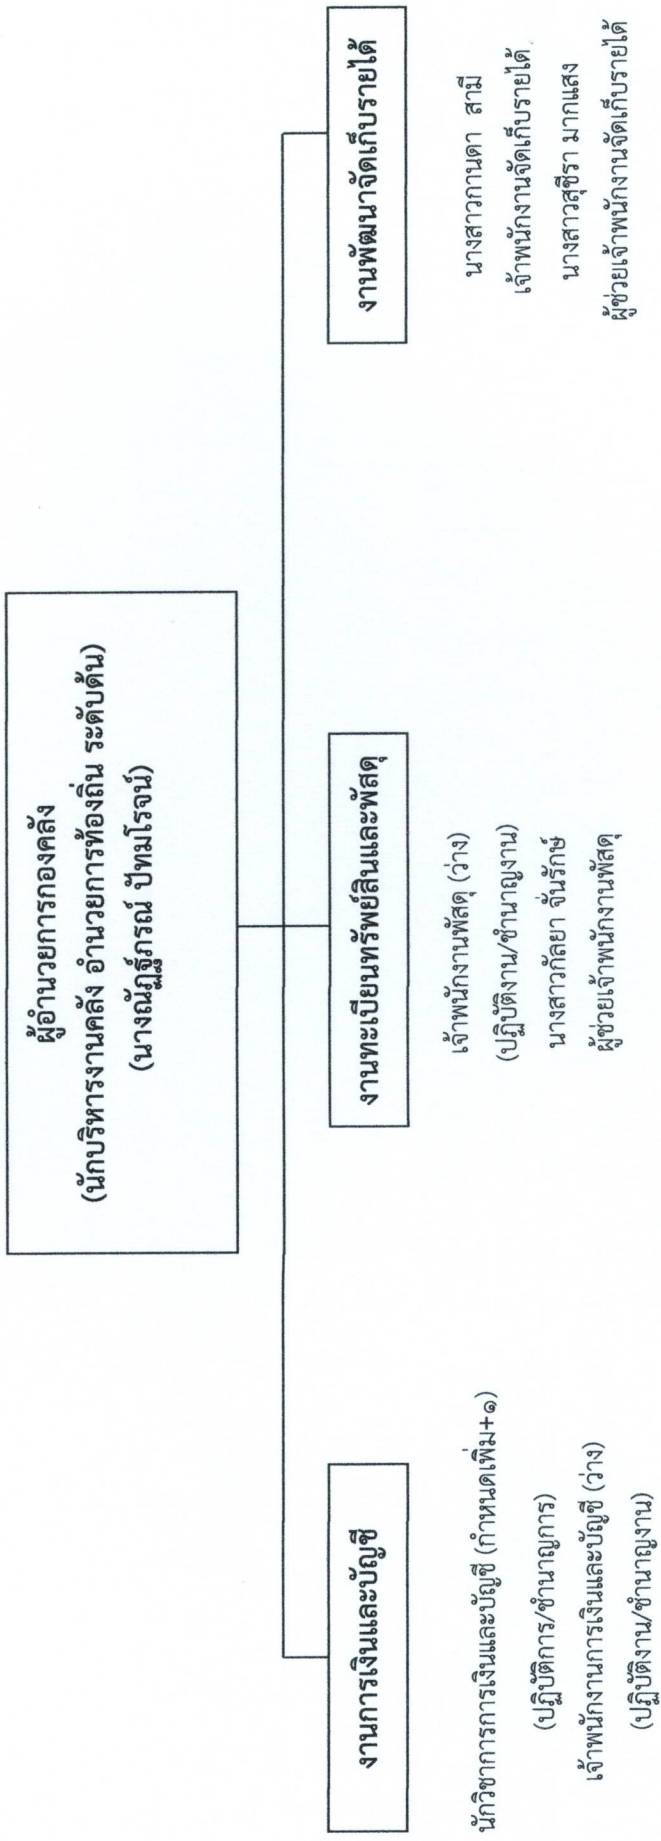 ผู้อำนวยการกองคลัง
(นักบริหารงานคลัง อำนวยการท้องถิ่น ระดับต้น)
(นางณัฏฐ์ภรณ์ ปัทมโรจน์)
งานการเงินและบัญชี
นักวิชาการการเงินและบัญชี (กำหนดเพิ่ม+๑)
(ปฏิบัติการ/ชำนาญการ)
เจ้าพนักงานการเงินและบัญชี (ว่าง)
(ปฏิบัติงาน/ชำนาญงาน)
งานทะเบียนทรัพย์สินและพัสดุ
เจ้าพนักงานพัสดุ (ว่าง)
(ปฏิบัติงาน/ชำนาญงาน)
นางสาวกัลยา จั่นรักษ์
ผู้ช่วยเจ้าพนักงานพัสดุ
งานพัฒนาจัดเก็บรายได้
นางสาวกานดา สามี
เจ้าพนักงานจัดเก็บรายได้
นางสาวสุชีรา มากแสง
ผู้ช่วยเจ้าพนักงานจัดเก็บรายได้